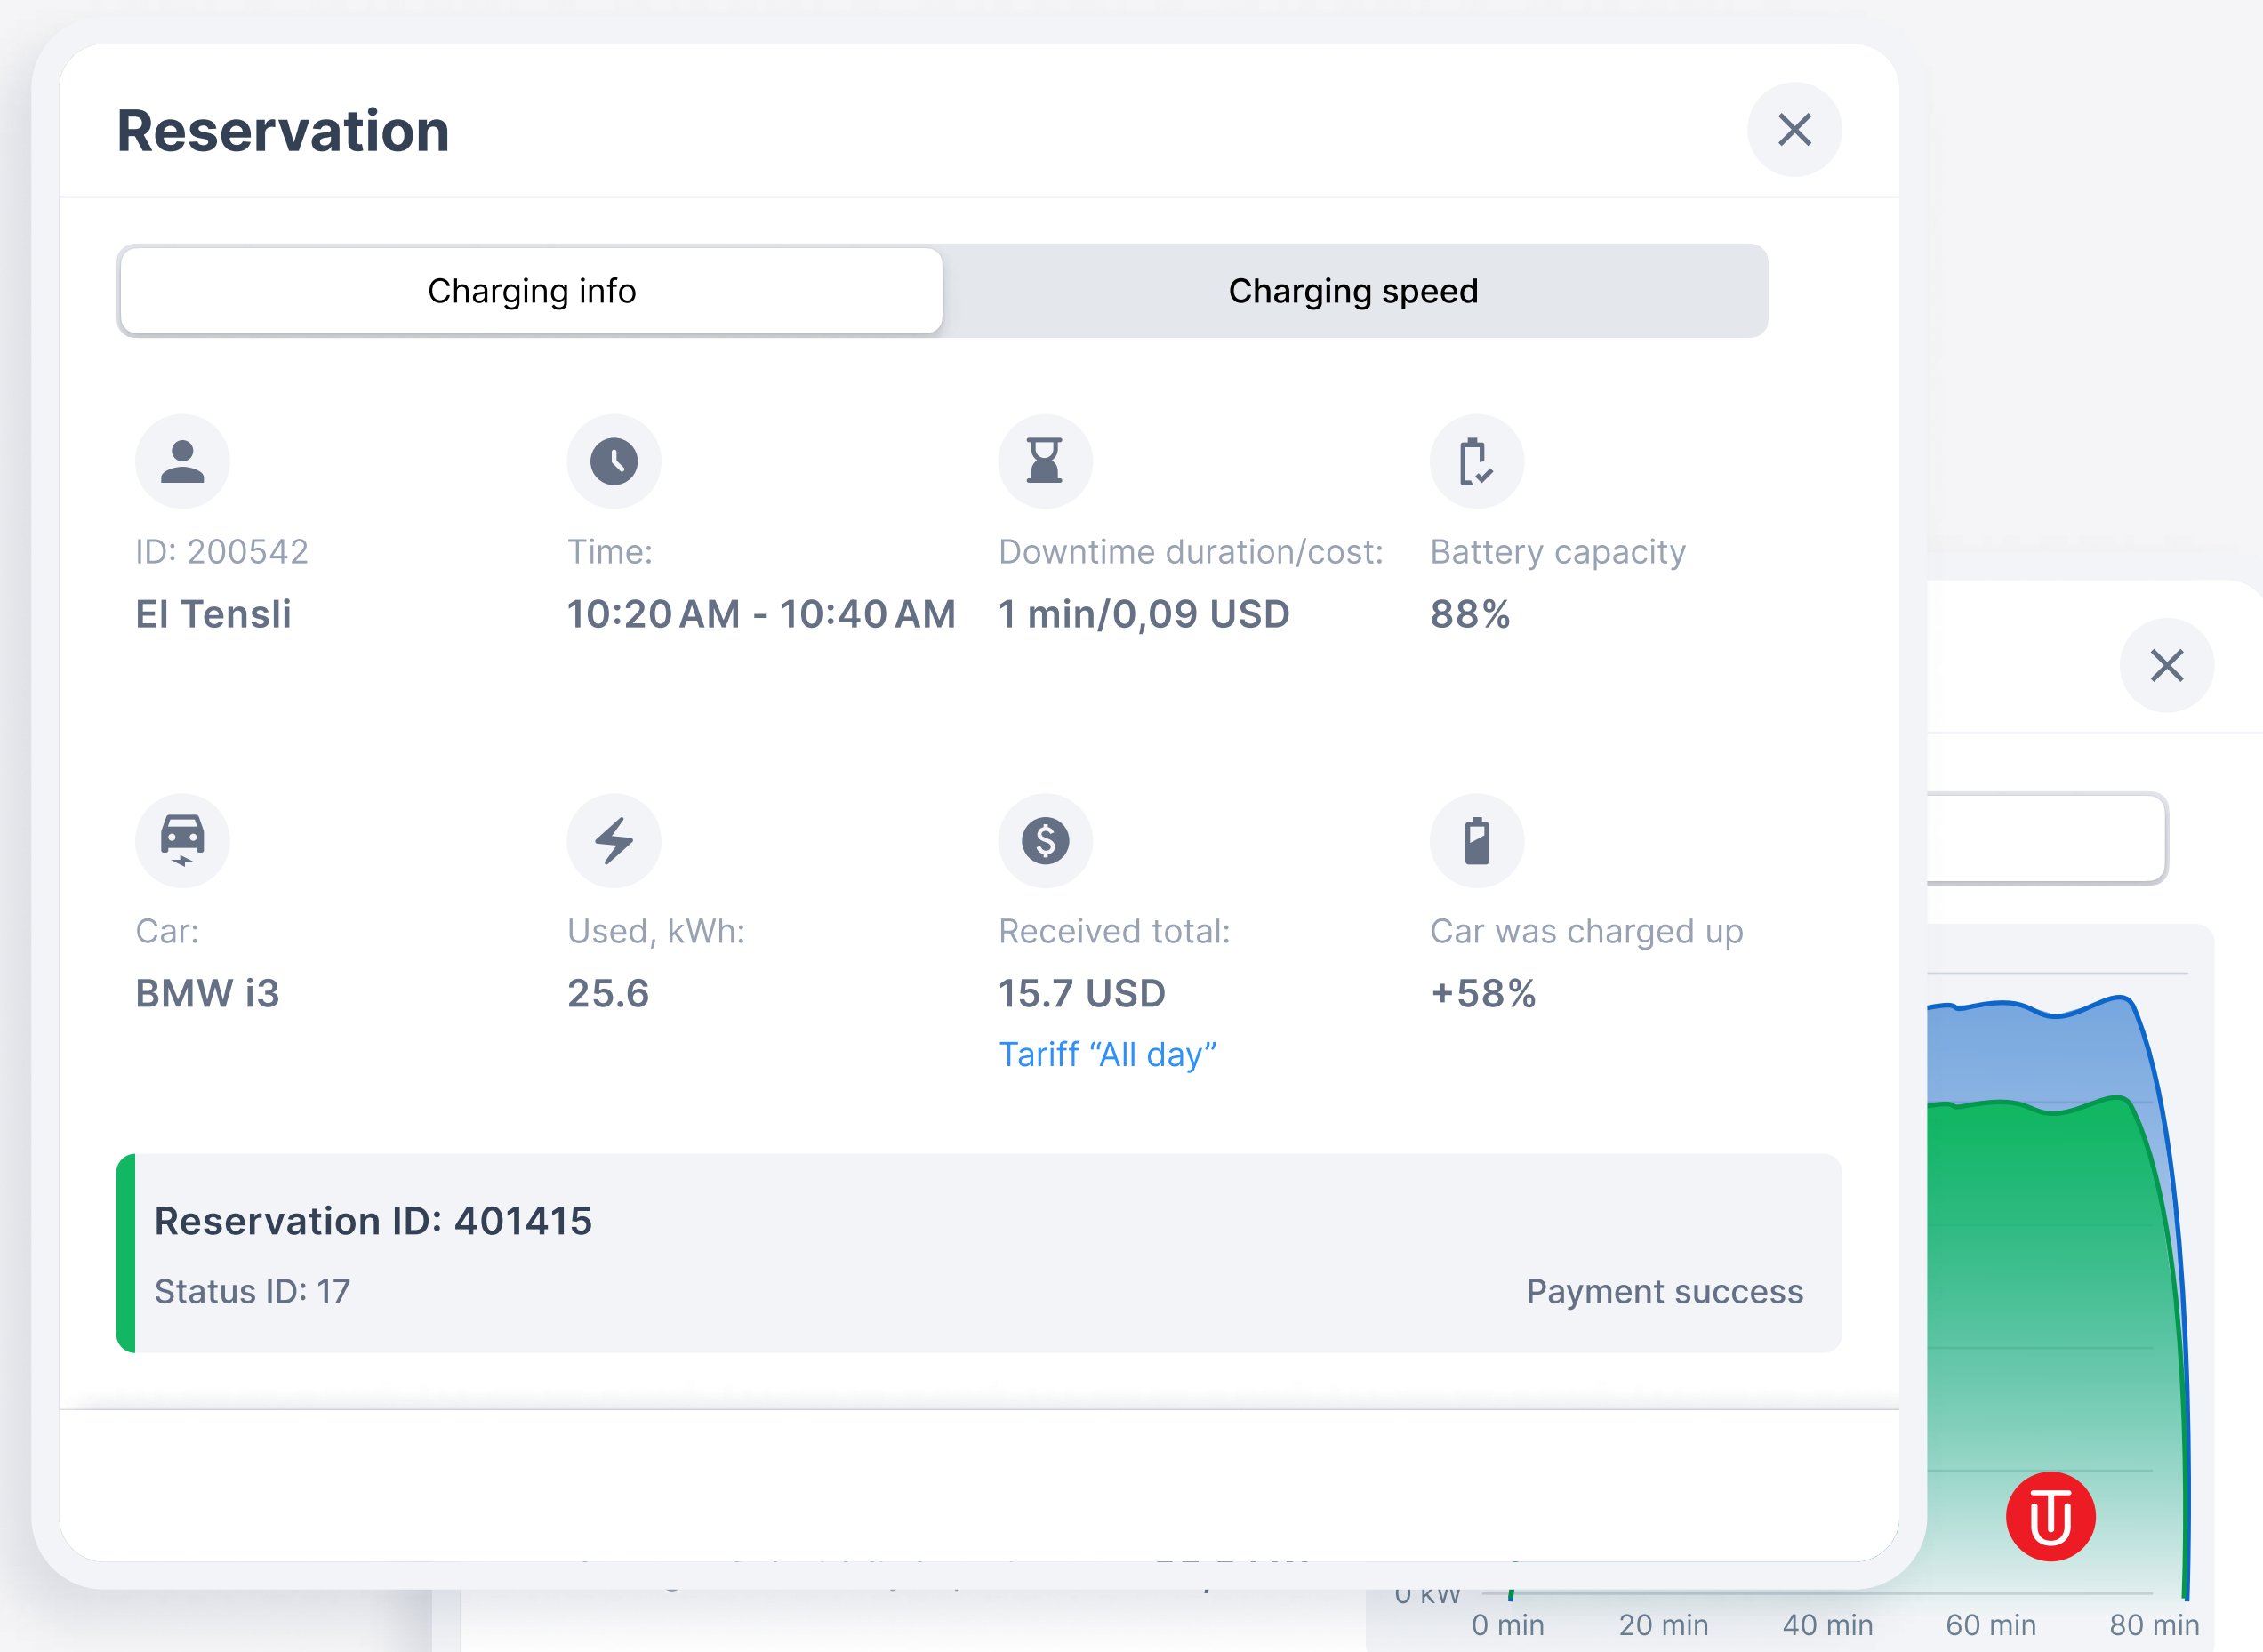 Reservation
Charging info
Charging speed
ID: 200542
El Tensli
Time:
10:20 AM - 10:40 AM
Downtime duration/cost:
1 min/0,09 USD
Battery capacity
88%
Car:
BMW i3
Used, kWh:
25.6
Received total:
15.7 USD
Tariff “All day”
Car was charged up
+58%
Reservation ID: 401415
Status ID: 17
Payment success
0 kW
0 min
20 min
40 min
60 min
80 min